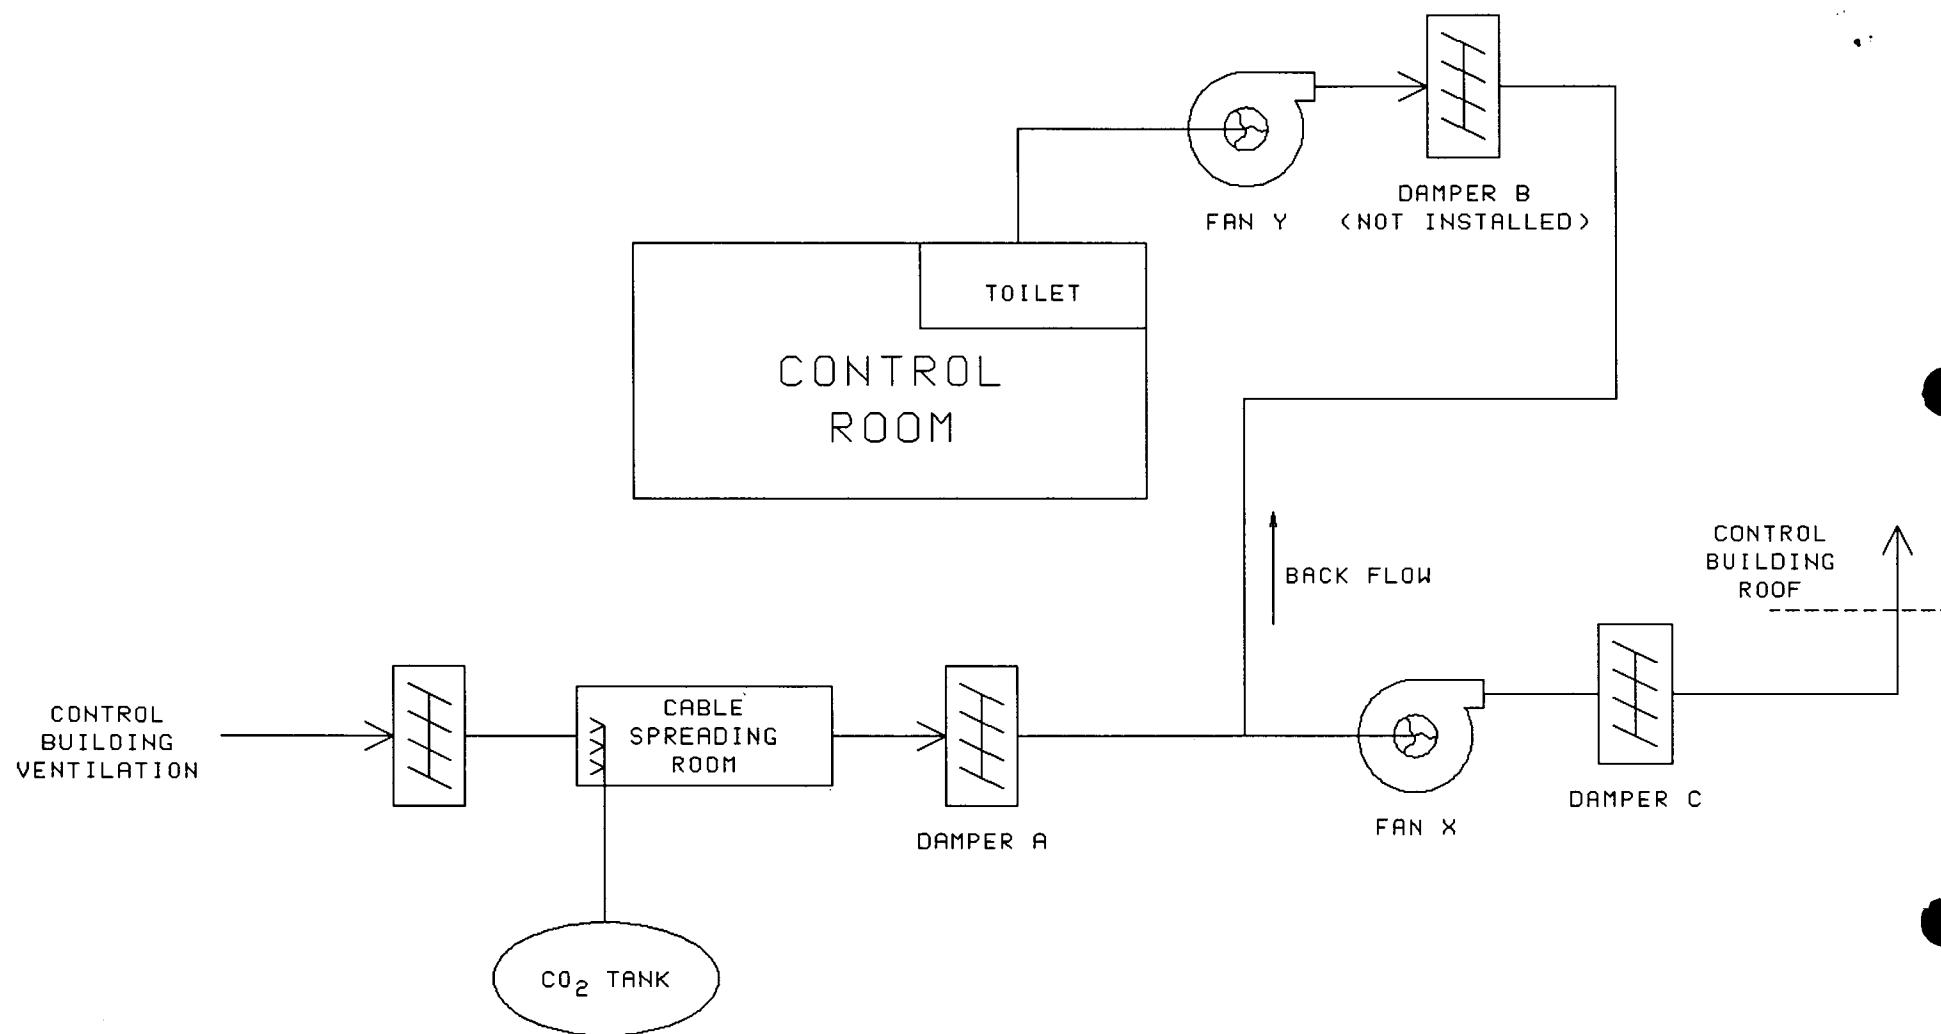 DAMPER B
<NOT INSTALLED>
FAN Y
TOILET
CONTROL
ROOM
CONTROL
BUILDING
ROOF
BACK FLOW
CONTROL
BUILDING
VENTILATION
CABLE
SPREADING
ROOM
DAMPER A
FAN X
DAMPER C
CO₂ TANK